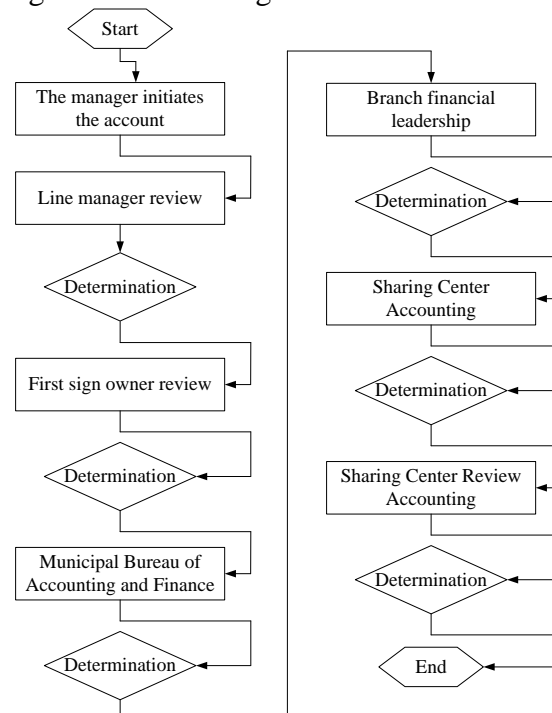 Start
The manager initiates
the account
Line manager review
Determination
First sign owner review
Determination
Municipal Bureau of
Accounting and Finance
Determination
Branch financial
leadership
Determination
Sharing Center
Accounting
Determination
Sharing Center Review
Accounting
Determination
End